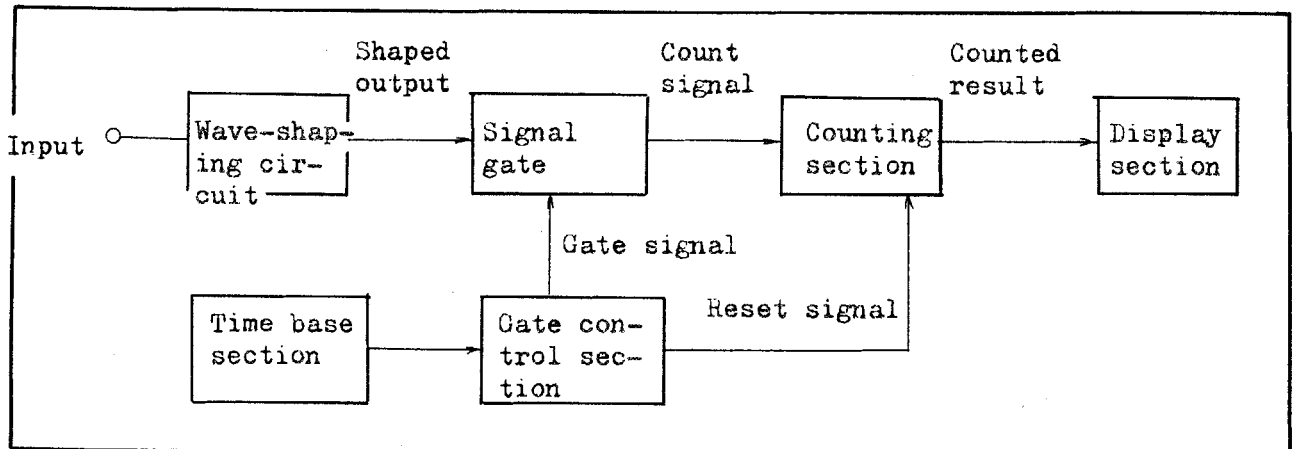 Shaped
output
Count
signal
Counted
result
Input
Wave-shap-
ing cir-
cuit
Signal
gate
Counting
section
Display
section
Gate signal
Time base
section
Gate con-
trol sec-
tion
Reset signal